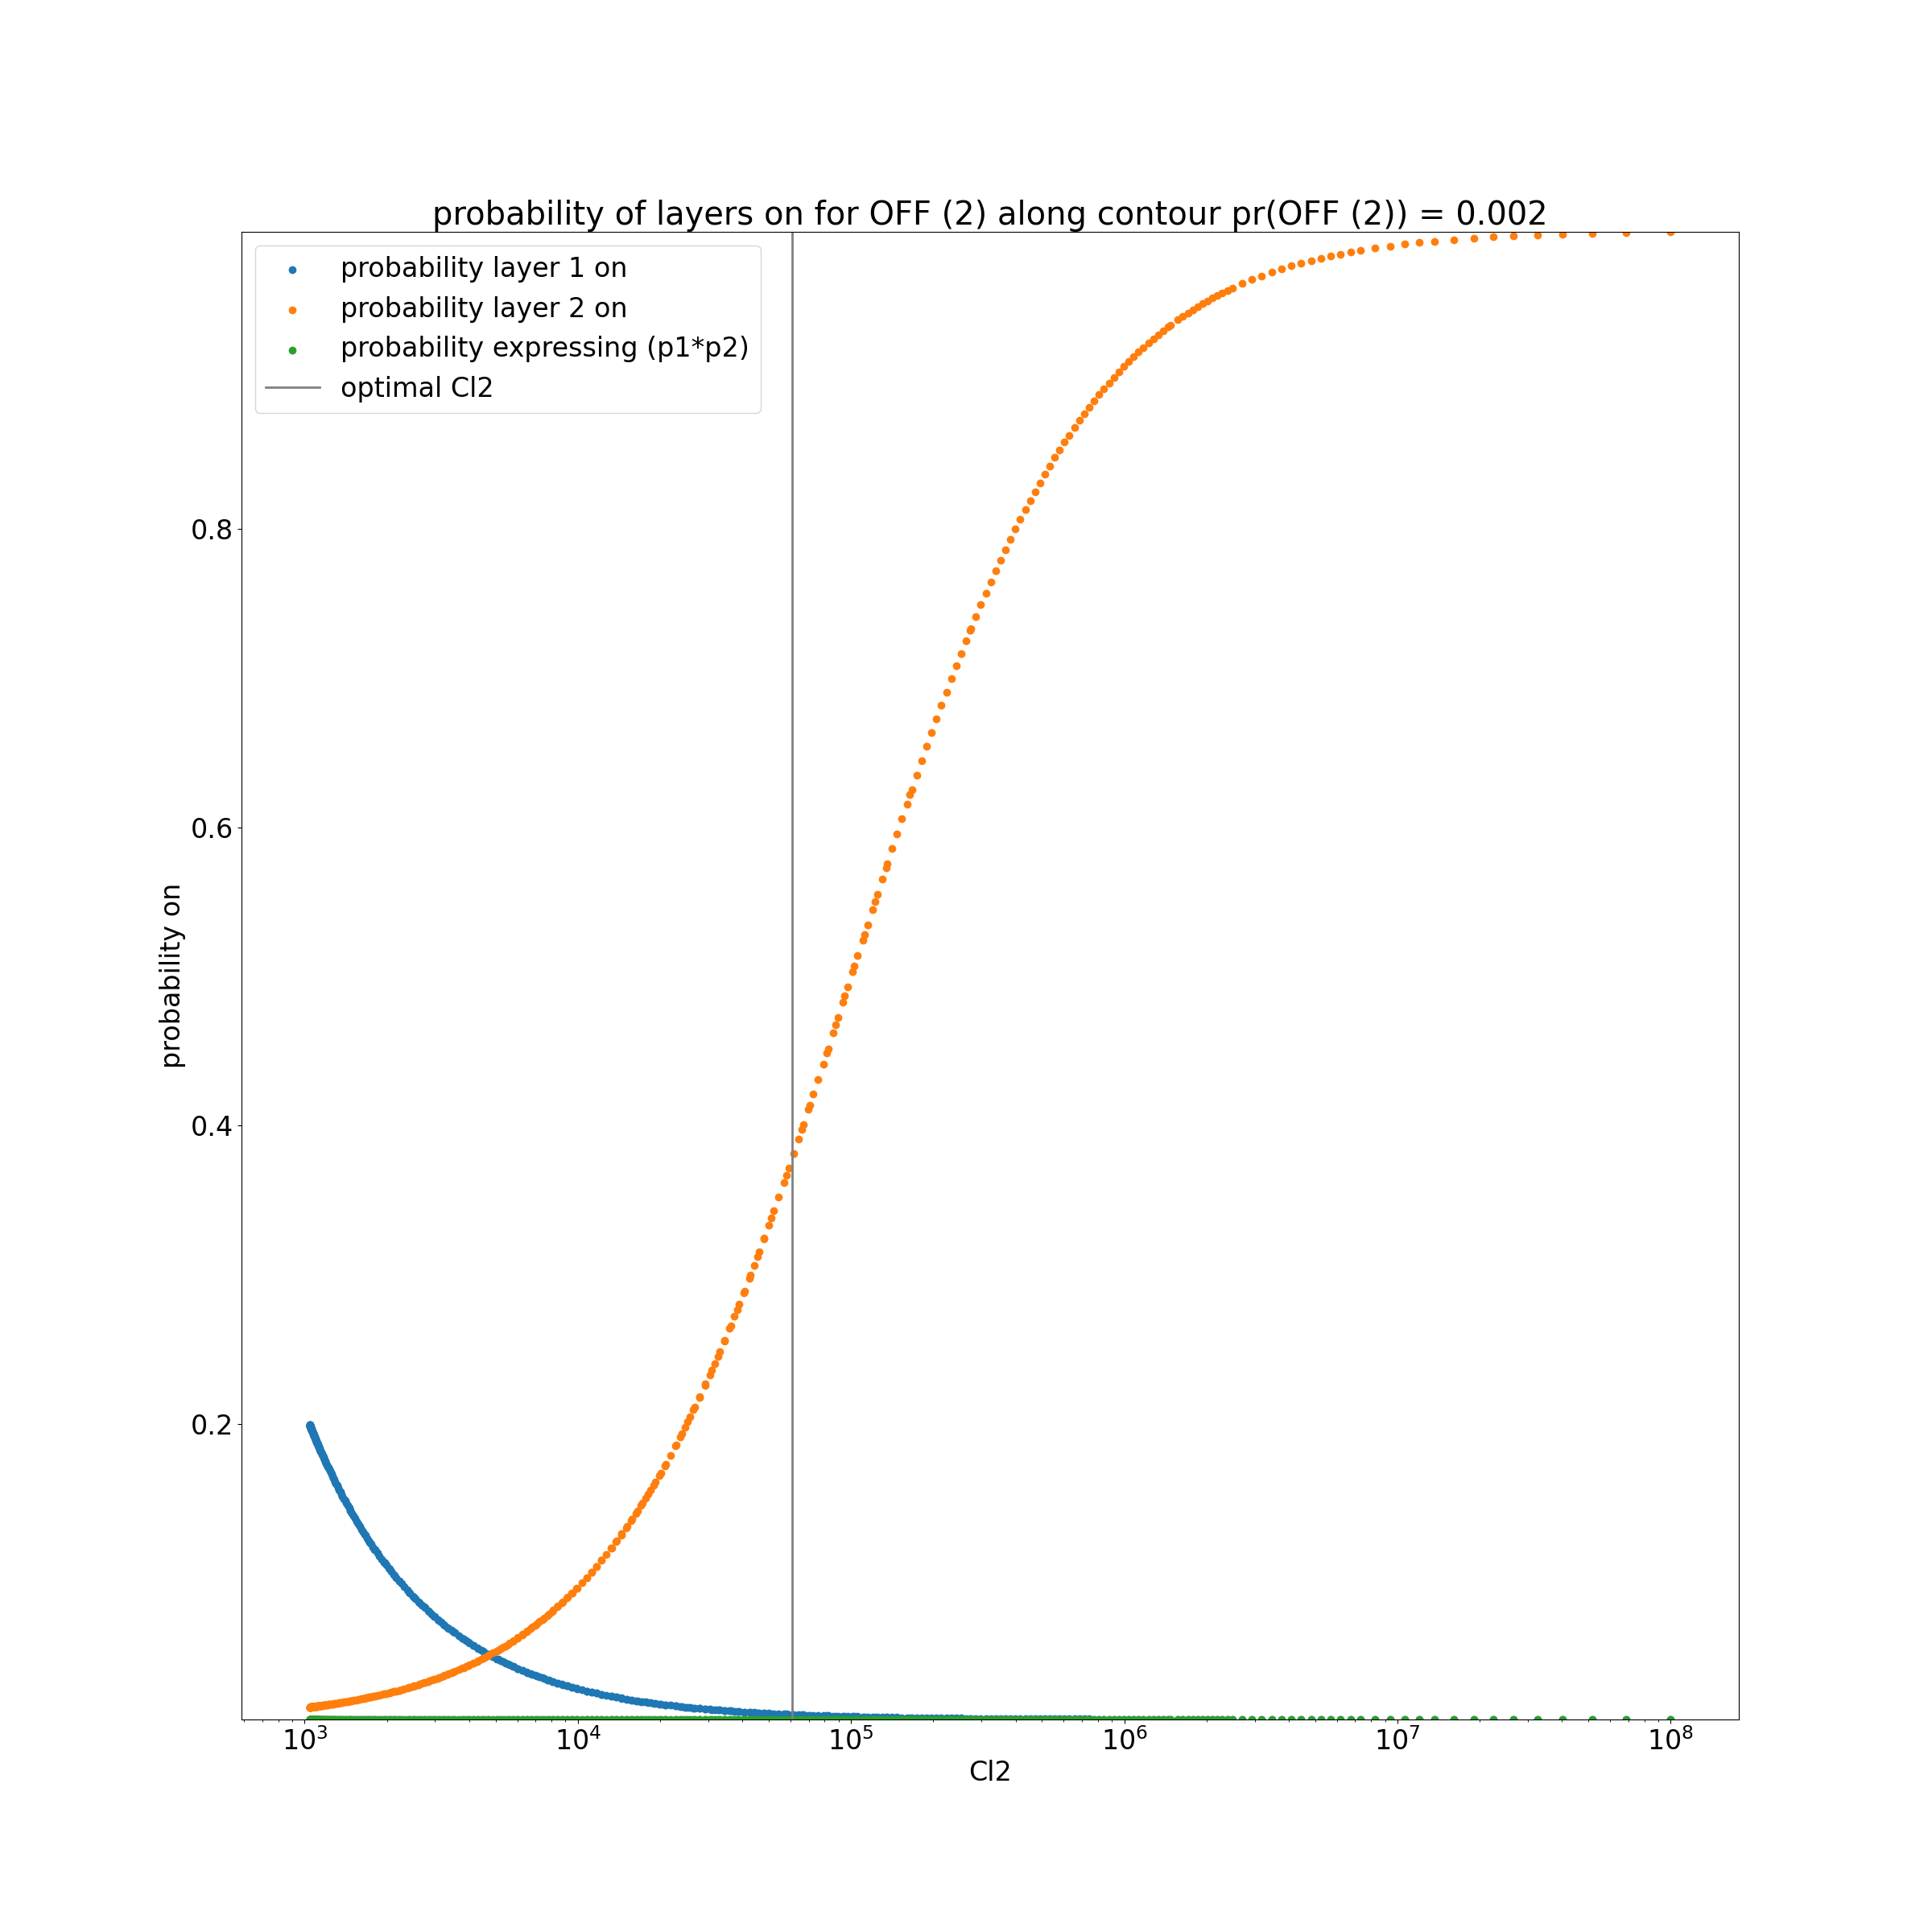 probability of layers on for OFF (2) along contour pr(OFF (2)) = 0.002
probability layer 1 on
probability layer 2 on
probability expressing (p1*p2)
optimal Cl2
probability on
0.8
0.6
0.4
0.2
10³ 10⁴ 10⁵ 10⁶ 10⁷ 10⁸
Cl2